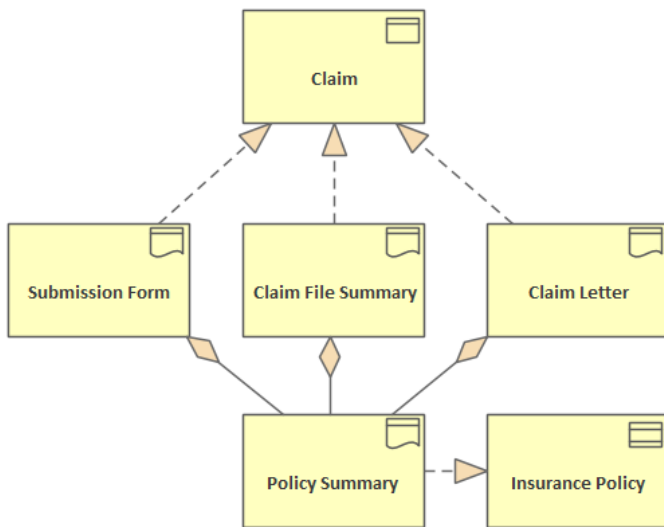 Claim
Submission Form
Claim File Summary
Claim Letter
Policy Summary
Insurance Policy